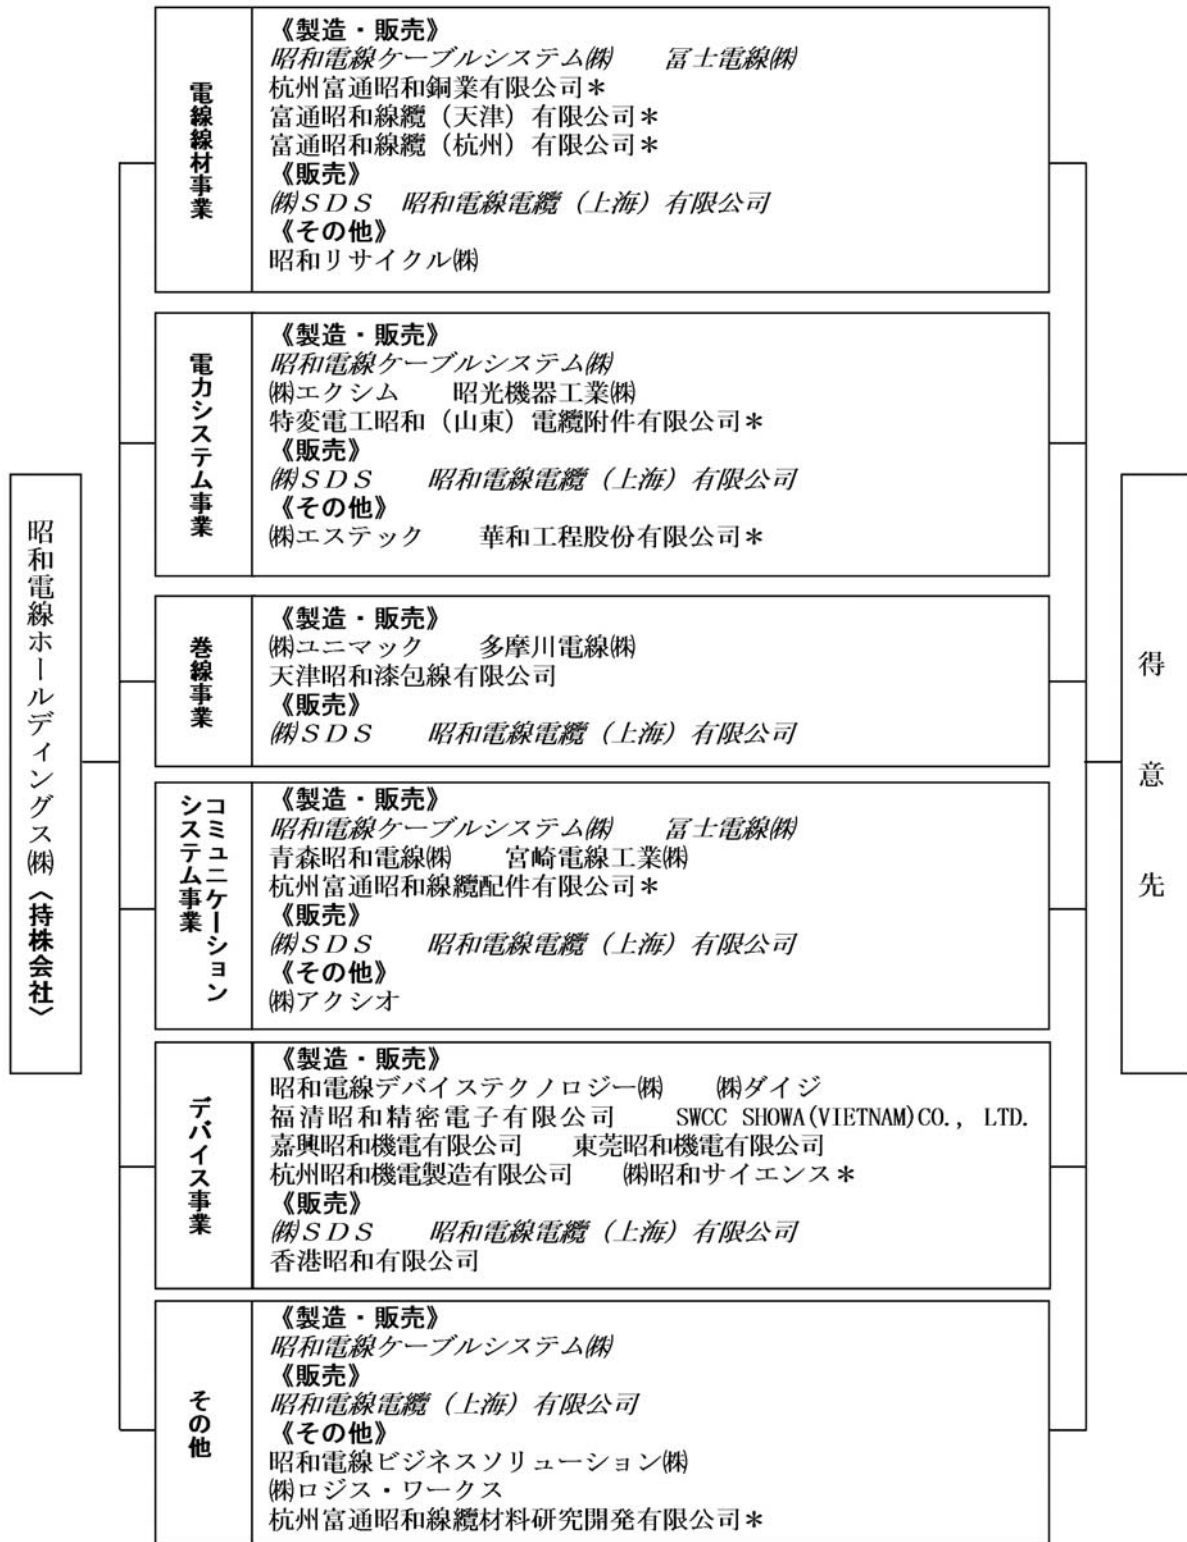 昭和電線ホールディングス㈱〈持株会社〉
電線線材事業
《製造・販売》
昭和電線ケーブルシステム㈱　　冨士電線㈱
杭州富通昭和銅業有限公司＊
富通昭和線纜（天津）有限公司＊
富通昭和線纜（杭州）有限公司＊
《販売》
㈱ＳＤＳ　昭和電線電纜（上海）有限公司
《その他》
昭和リサイクル㈱
電力システム事業
《製造・販売》
昭和電線ケーブルシステム㈱
㈱エクシム　　昭光機器工業㈱
特変電工昭和（山東）電纜附件有限公司＊
《販売》
㈱ＳＤＳ　　昭和電線電纜（上海）有限公司
《その他》
㈱エステック　　華和工程股份有限公司＊
巻線事業
《製造・販売》
㈱ユニマック　　多摩川電線㈱
天津昭和漆包線有限公司
《販売》
㈱ＳＤＳ　　昭和電線電纜（上海）有限公司
コミュニケーション
システム事業
《製造・販売》
昭和電線ケーブルシステム㈱　　冨士電線㈱
青森昭和電線㈱　　宮崎電線工業㈱
杭州富通昭和線纜配件有限公司＊
《販売》
㈱ＳＤＳ　　昭和電線電纜（上海）有限公司
《その他》
㈱アクシオ
デバイス事業
《製造・販売》
昭和電線デバイステクノロジー㈱　　㈱ダイジ
福清昭和精密電子有限公司　　SWCC SHOWA(VIETNAM)CO., LTD.
嘉興昭和機電有限公司　　東莞昭和機電有限公司
杭州昭和機電製造有限公司　　㈱昭和サイエンス＊
《販売》
㈱ＳＤＳ　　昭和電線電纜（上海）有限公司
香港昭和有限公司
その他
《製造・販売》
昭和電線ケーブルシステム㈱
《販売》
昭和電線電纜（上海）有限公司
《その他》
昭和電線ビジネスソリューション㈱
㈱ロジス・ワークス
杭州富通昭和線纜材料研究開発有限公司＊
得意先